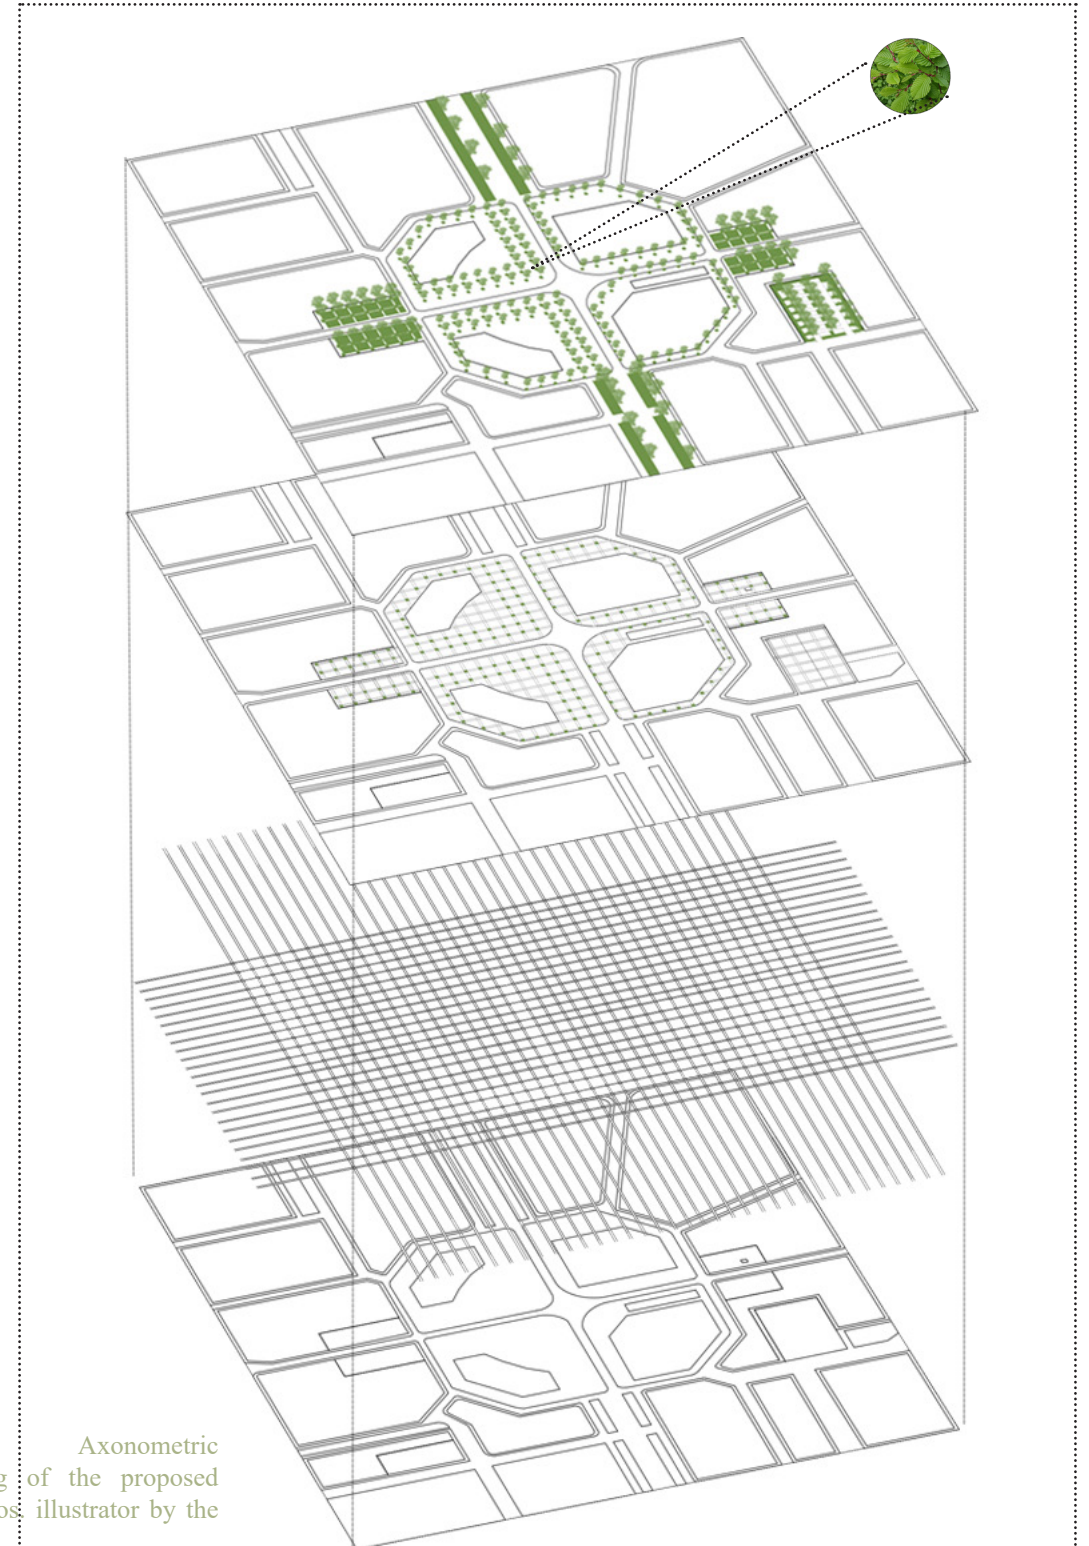 Axonometric
of the proposed
illustrator by the